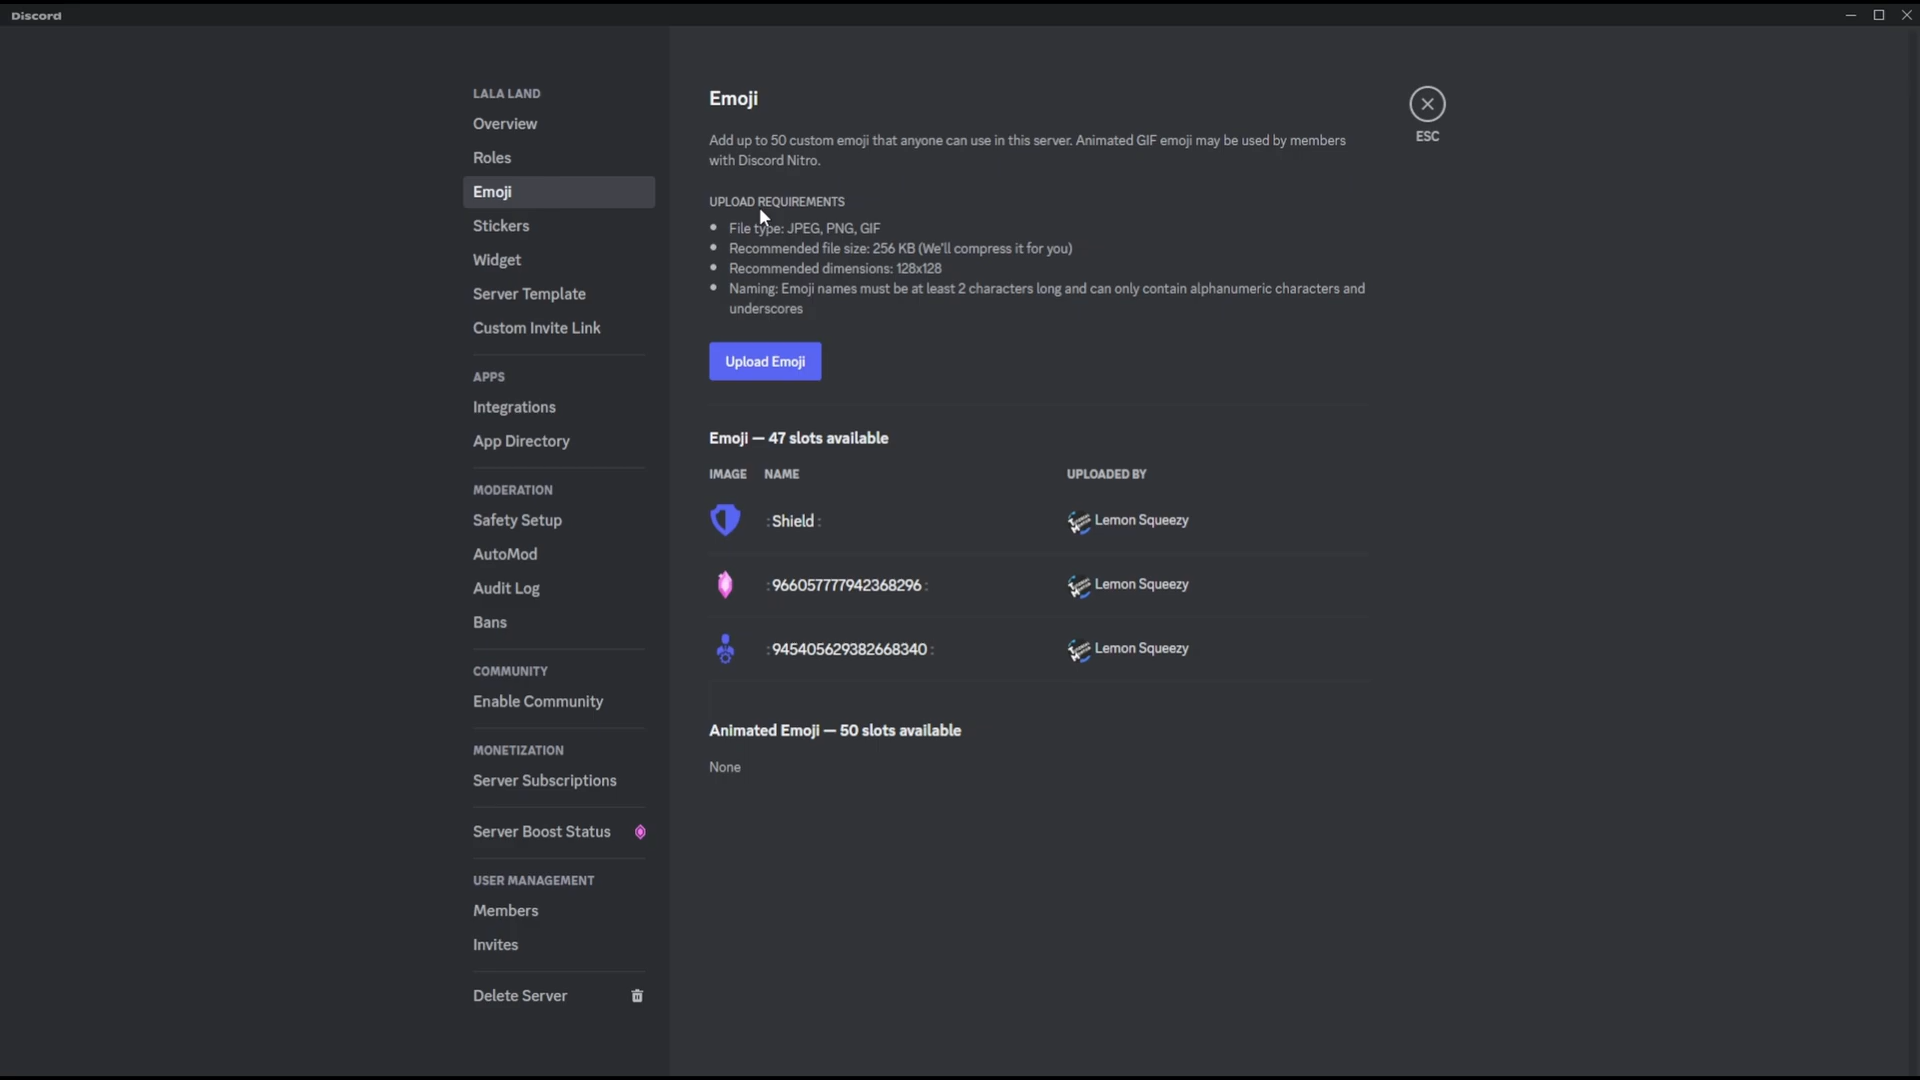 Discord
LALA LAND
Overview
Roles
Emoji
Stickers
Widget
Server Template
Custom Invite Link
APPS
Integrations
App Directory
MODERATION
Safety Setup
AutoMod
Audit Log
Bans
COMMUNITY
Enable Community
MONETIZATION
Server Subscriptions
Server Boost Status
USER MANAGEMENT
Members
Invites
Delete Server
Emoji
Add up to 50 custom emoji that anyone can use in this server. Animated GIF emoji may be used by members
with Discord Nitro.
UPLOAD REQUIREMENTS
• File type: JPEG, PNG, GIF
• Recommended file size: 256 KB (We'll compress it for you)
• Recommended dimensions: 128x128
• Naming: Emoji names must be at least 2 characters long and can only contain alphanumeric characters and
underscores
Upload Emoji
Emoji — 47 slots available
IMAGE NAME UPLOADED BY
:Shield: Lemon Squeezy
:966057777942368296: Lemon Squeezy
:945405629382668340: Lemon Squeezy
Animated Emoji — 50 slots available
None
ESC